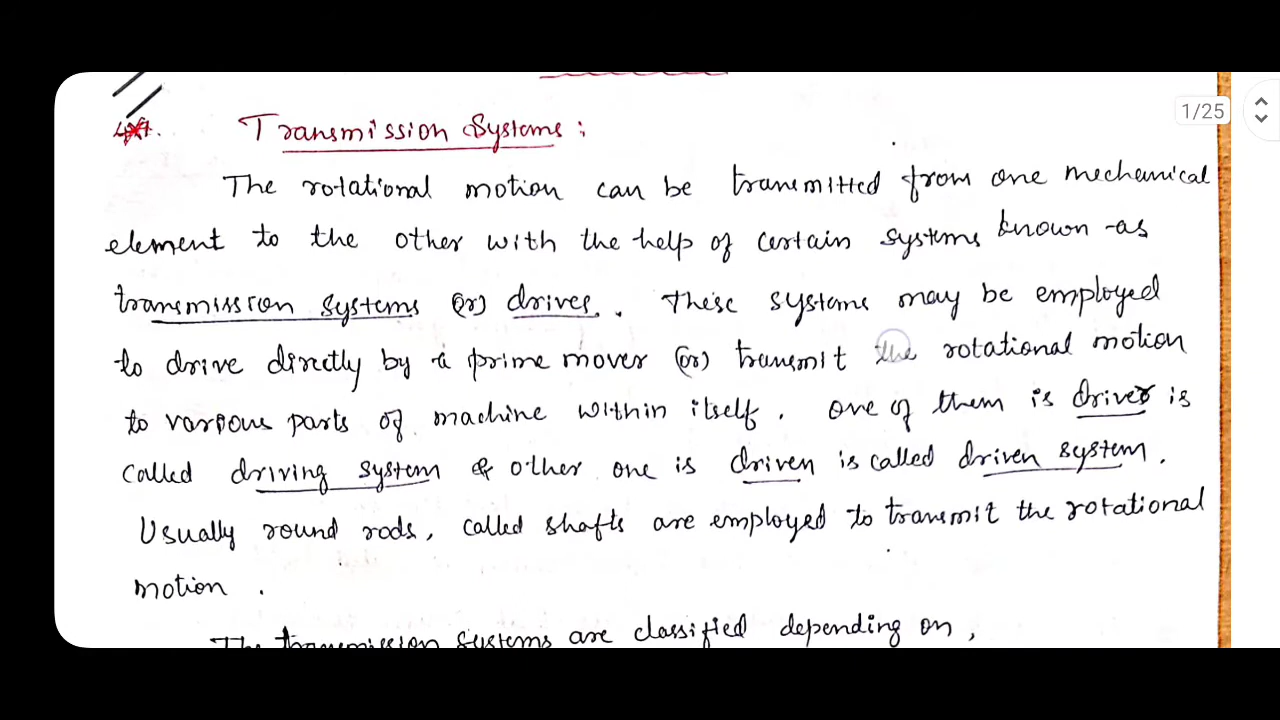 1/25
Transmission Systems :
The rotational motion can be transmitted from one mechanical
element to the other with the help of certain systems known as
transmission systems (or) drives. These systems may be employed
to drive directly by a prime mover (or) transmit the rotational motion
to various parts of machine within itself. one of them is driver is
called driving system & other one is driven is called driven system.
Usually round rods, called shafts are employed to transmit the rotational
motion .
The transmission systems are classified depending on,